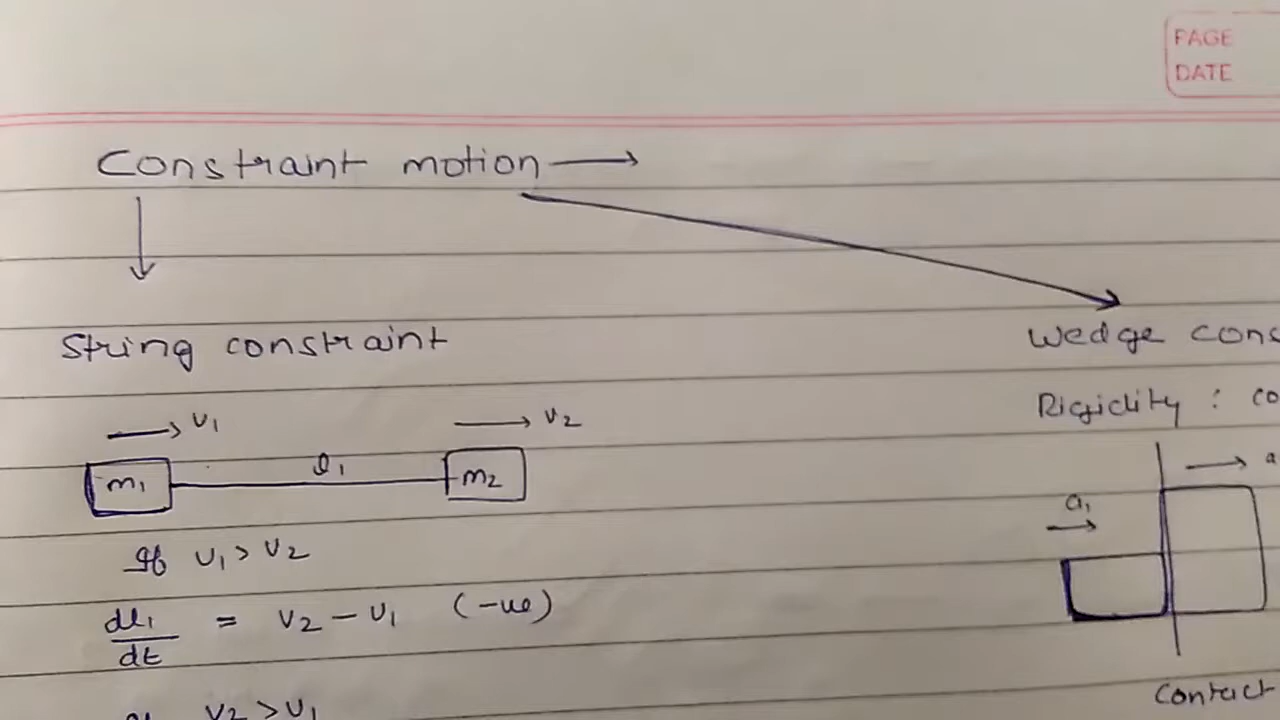 PAGE
DATE
Constraint motion →
String constraint
v₁ v₂
m₁ l₁ m₂
If v₁ > v₂
dl₁/dt = v₂ - v₁ (-ve)
v₂ > v₁
Wedge cons
Rigidity : co
a
a₁
Contact